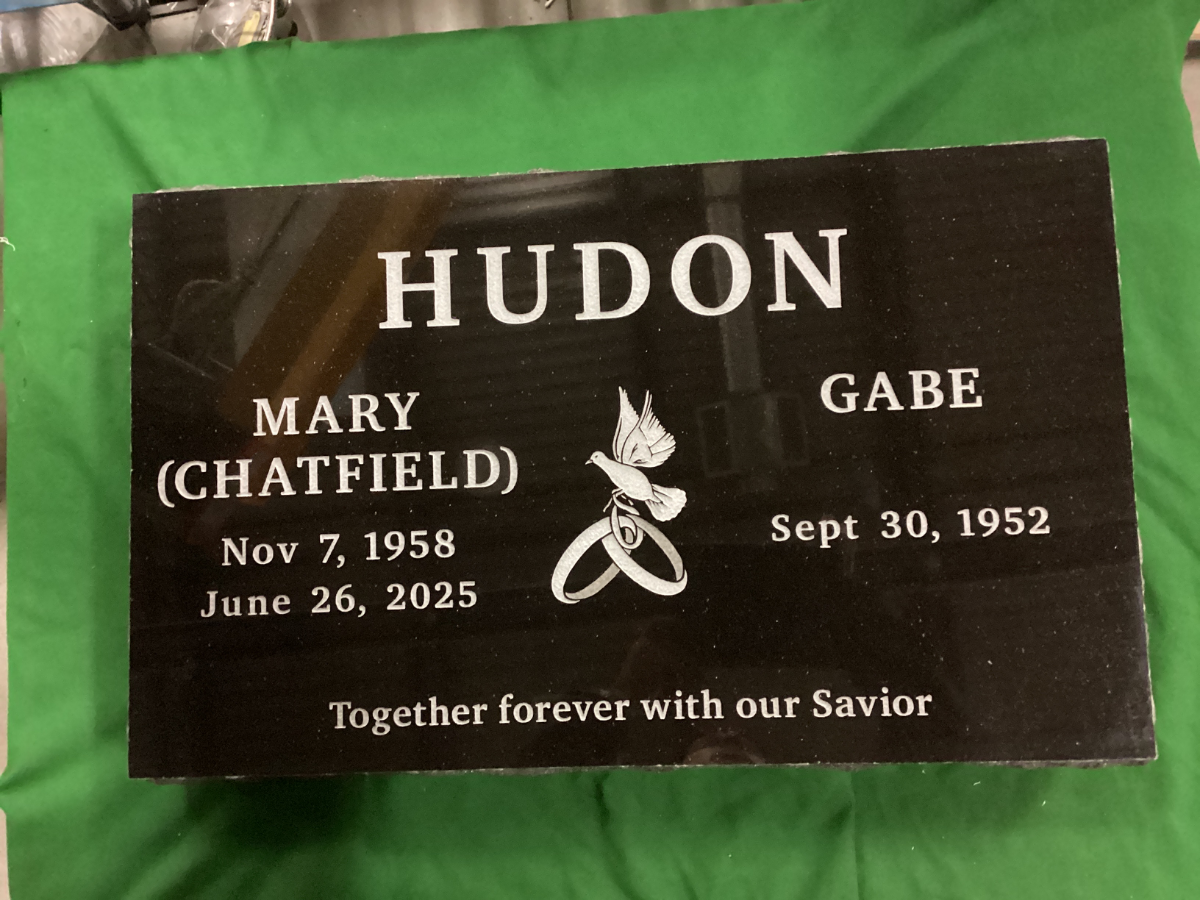 HUDON
MARY
(CHATFIELD)
Nov 7, 1958
June 26, 2025
GABE
Sept 30, 1952
Together forever with our Savior